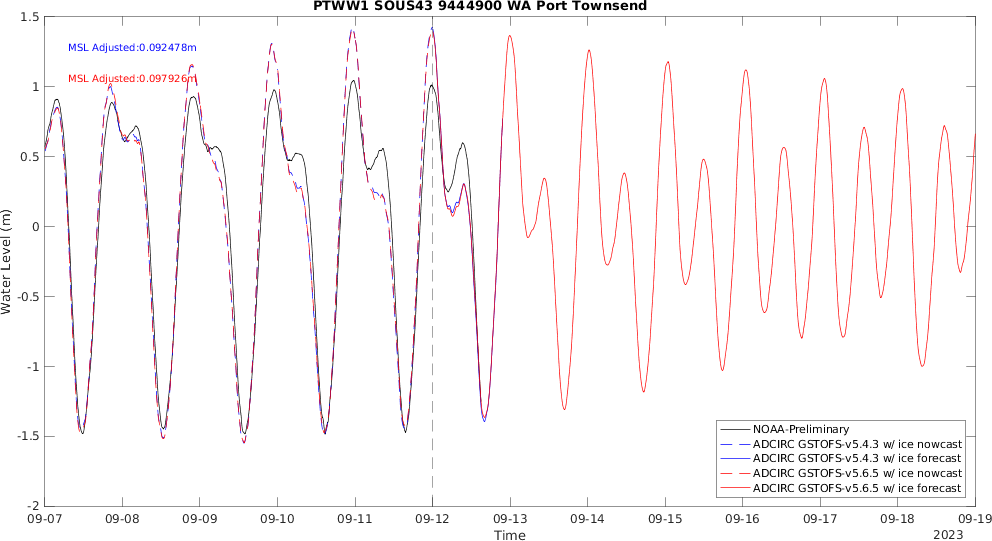 PTWW1 SOUS43 9444900 WA Port Townsend
MSL Adjusted:0.092478m
MSL Adjusted:0.097926m
1.5
1
0.5
0
-0.5
-1
-1.5
-2
Water Level (m)
NOAA-Preliminary
ADCIRC GSTOFS-v5.4.3 w/ ice nowcast
ADCIRC GSTOFS-v5.4.3 w/ ice forecast
ADCIRC GSTOFS-v5.6.5 w/ ice nowcast
ADCIRC GSTOFS-v5.6.5 w/ ice forecast
09-07 09-08 09-09 09-10 09-11 09-12 09-13 09-14 09-15 09-16 09-17 09-18 09-19
Time
2023